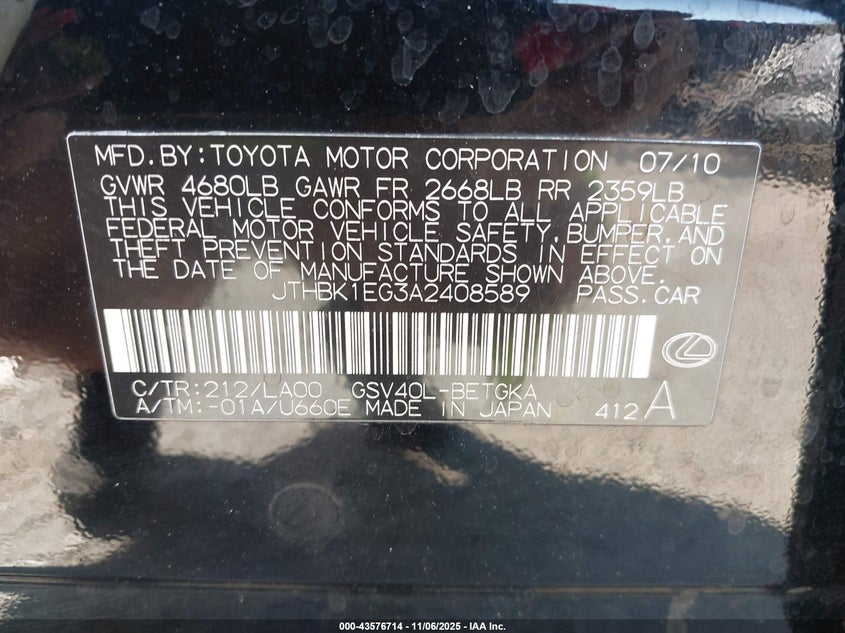 MFD.BY:TOYOTA MOTOR CORPORATION 07/10
GVWR 4680LB GAWR FR 2668LB RR 2359LB
THIS VEHICLE CONFORMS TO ALL APPLICABLE
FEDERAL MOTOR VEHICLE SAFETY,BUMPER,AND
THEFT PREVENTION STANDARDS IN EFFECT ON
THE DATE OF MANUFACTURE SHOWN ABOVE.
JTHBK1EG3A2408589 PASS.CAR
C/TR:212/LA00 GSV40L-BETGKA
A/TM:-01A/U660E MADE IN JAPAN 412A
000-43576714 - 11/06/2025 - IAA Inc.